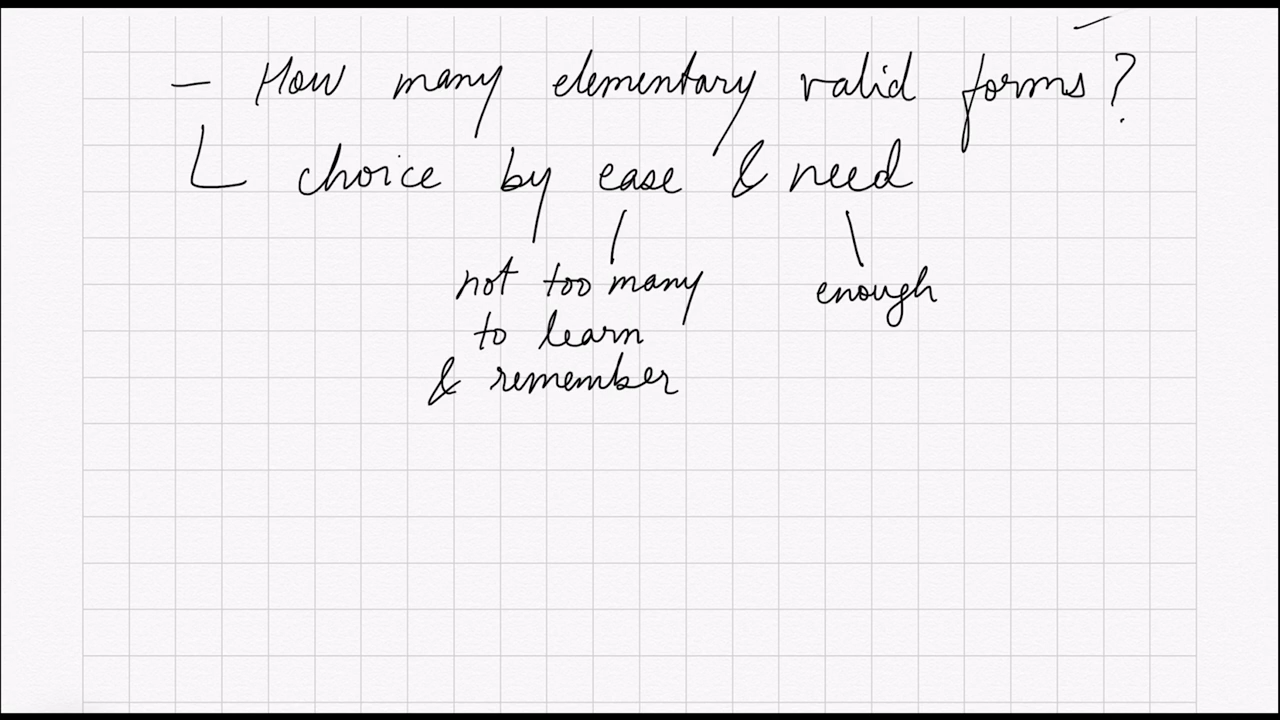 – How many elementary valid forms?
choice by ease & need
not too many enough
to learn
& remember